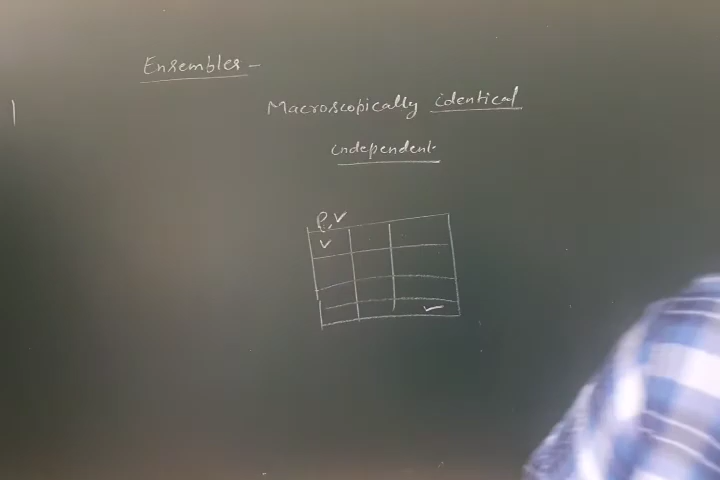 Ensembles -
Macroscopically identical
independent
P, V